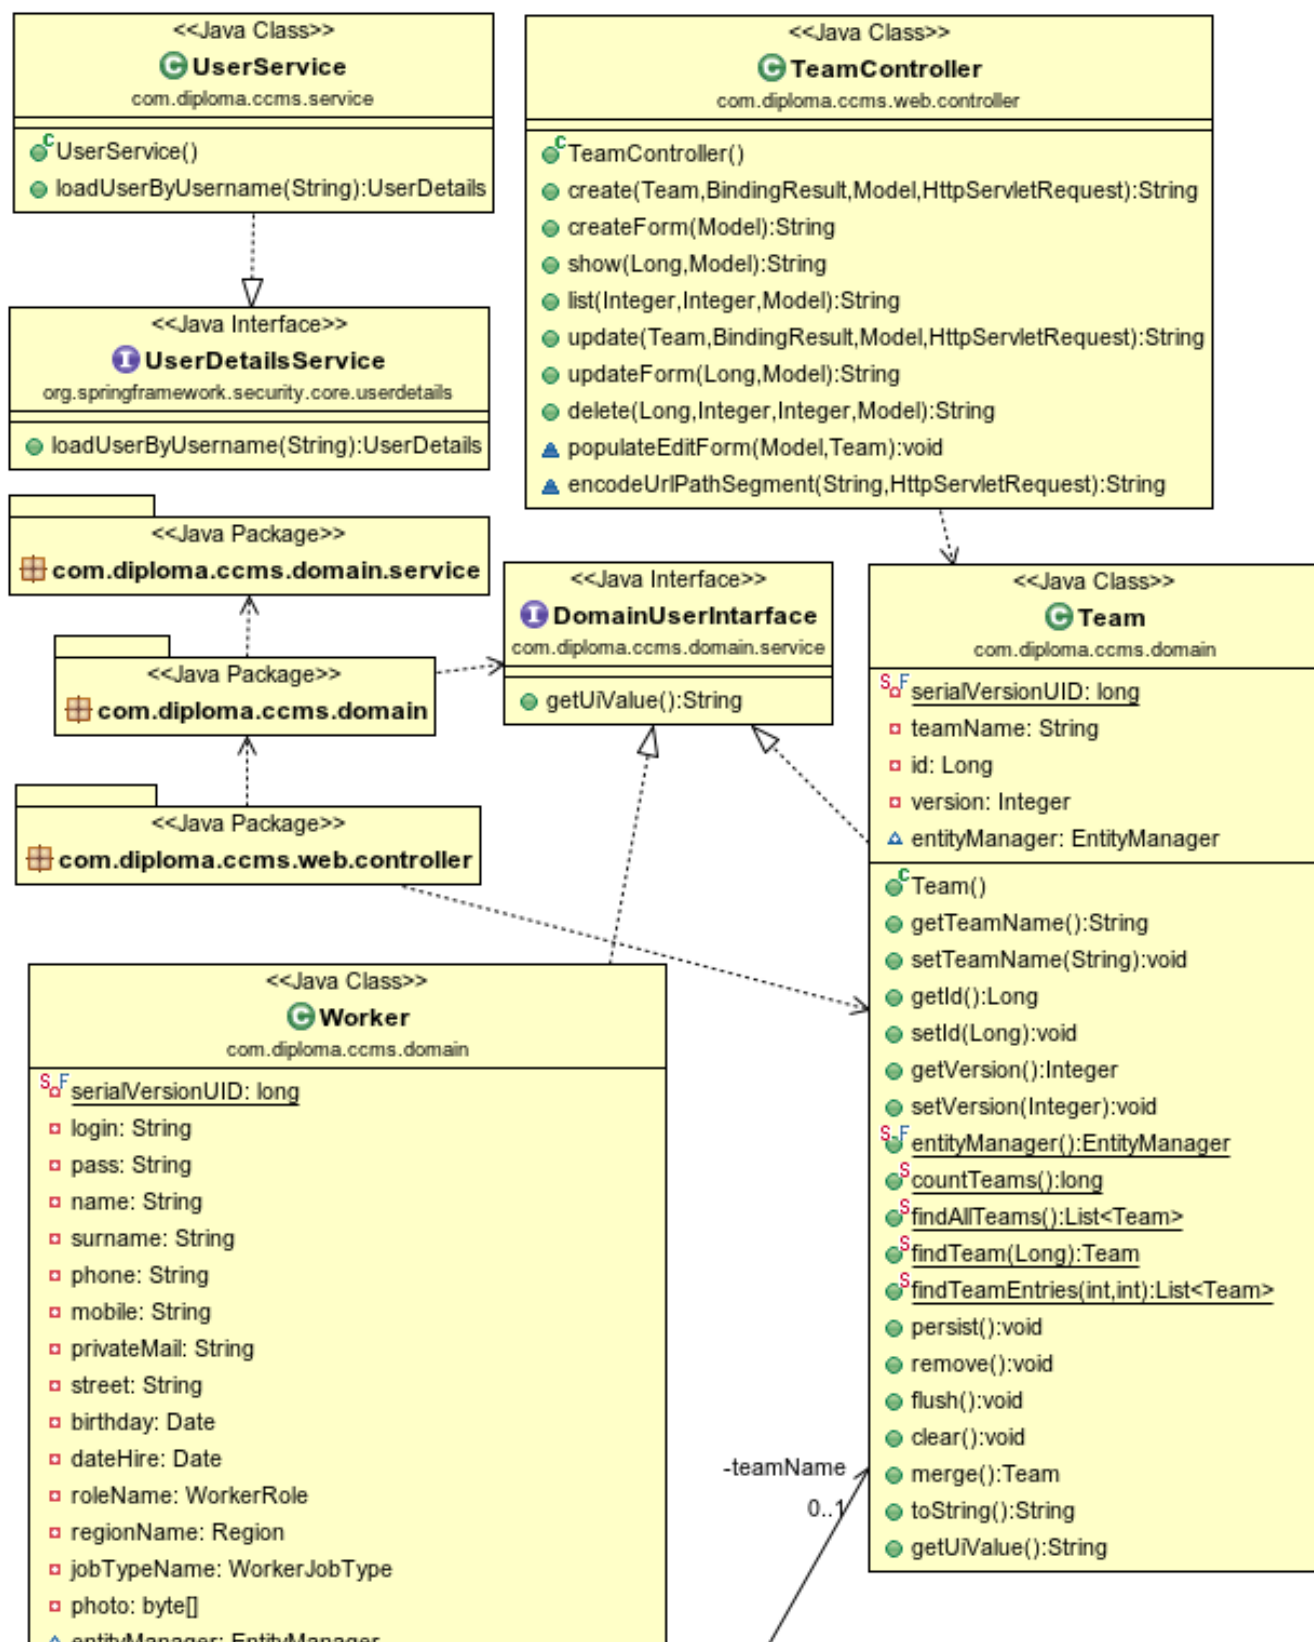 <<Java Class>>
UserService
com.diploma.ccms.service
UserService()
loadUserByUsername(String):UserDetails
<<Java Class>>
TeamController
com.diploma.ccms.web.controller
TeamController()
create(Team,BindingResult,Model,HttpServletRequest):String
createForm(Model):String
show(Long,Model):String
list(Integer,Integer,Model):String
update(Team,BindingResult,Model,HttpServletRequest):String
updateForm(Long,Model):String
delete(Long,Integer,Integer,Model):String
populateEditForm(Model,Team):void
encodeUrlPathSegment(String,HttpServletRequest):String
<<Java Interface>>
UserDetailsService
org.springframework.security.core.userdetails
loadUserByUsername(String):UserDetails
<<Java Package>>
com.diploma.ccms.domain.service
<<Java Package>>
com.diploma.ccms.domain
<<Java Package>>
com.diploma.ccms.web.controller
<<Java Interface>>
DomainUserIntarface
com.diploma.ccms.domain.service
getUiValue():String
<<Java Class>>
Team
com.diploma.ccms.domain
serialVersionUID: long
teamName: String
id: Long
version: Integer
entityManager: EntityManager
Team()
getTeamName():String
setTeamName(String):void
getId():Long
setId(Long):void
getVersion():Integer
setVersion(Integer):void
entityManager():EntityManager
countTeams():long
findAllTeams():List<Team>
findTeam(Long):Team
findTeamEntries(int,int):List<Team>
persist():void
remove():void
flush():void
clear():void
merge():Team
toString():String
getUiValue():String
<<Java Class>>
Worker
com.diploma.ccms.domain
serialVersionUID: long
login: String
pass: String
name: String
surname: String
phone: String
mobile: String
privateMail: String
street: String
birthday: Date
dateHire: Date
roleName: WorkerRole
regionName: Region
jobTypeName: WorkerJobType
photo: byte[]
entityManager: EntityManager
-teamName
0..1